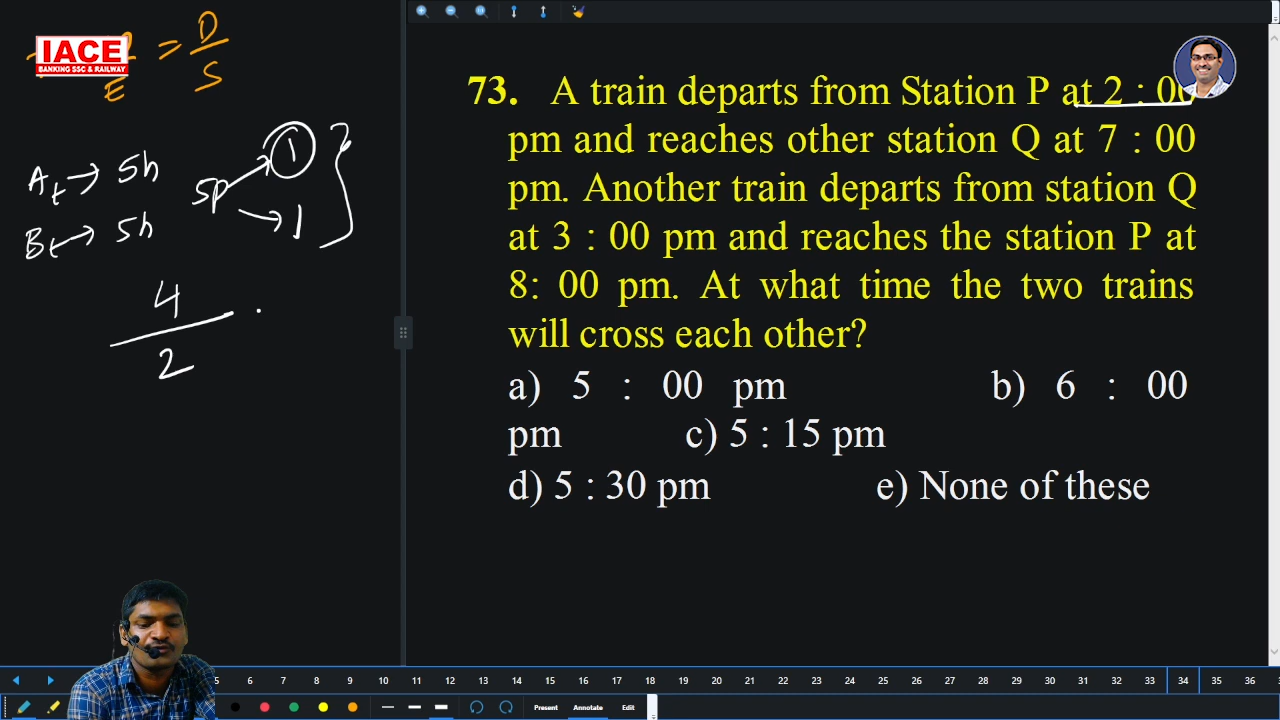 IACE
BANKING SSC & RAILWAY
E = D/S
At → 5h
Bt → 5h
SP → 1
→ 1
4/2
73. A train departs from Station P at 2 : 00
pm and reaches other station Q at 7 : 00
pm. Another train departs from station Q
at 3 : 00 pm and reaches the station P at
8: 00 pm. At what time the two trains
will cross each other?
a) 5 : 00 pm b) 6 : 00
pm c) 5 : 15 pm
d) 5 : 30 pm e) None of these
5 6 7 8 9 10 11 12 13 14 15 16 17 18 19 20 21 22 23 24 25 26 27 28 29 30 31 32 33 34 35 36
Present Annotate Edit